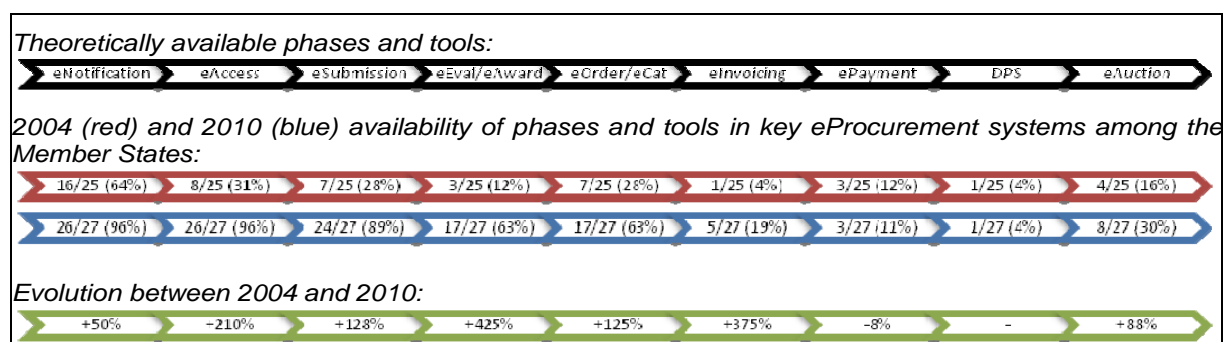 Theoretically available phases and tools:
eNotification eAccess eSubmission eEval/eAward eOrder/eCat eInvoicing ePayment DPS eAuction
2004 (red) and 2010 (blue) availability of phases and tools in key eProcurement systems among the
Member States:
16/25 (64%) 8/25 (31%) 7/25 (28%) 3/25 (12%) 7/25 (28%) 1/25 (4%) 3/25 (12%) 1/25 (4%) 4/25 (16%)
26/27 (96%) 26/27 (96%) 24/27 (89%) 17/27 (63%) 17/27 (63%) 5/27 (19%) 3/27 (11%) 1/27 (4%) 8/27 (30%)
Evolution between 2004 and 2010:
+50% +210% +128% +425% +125% +375% -8% - +88%